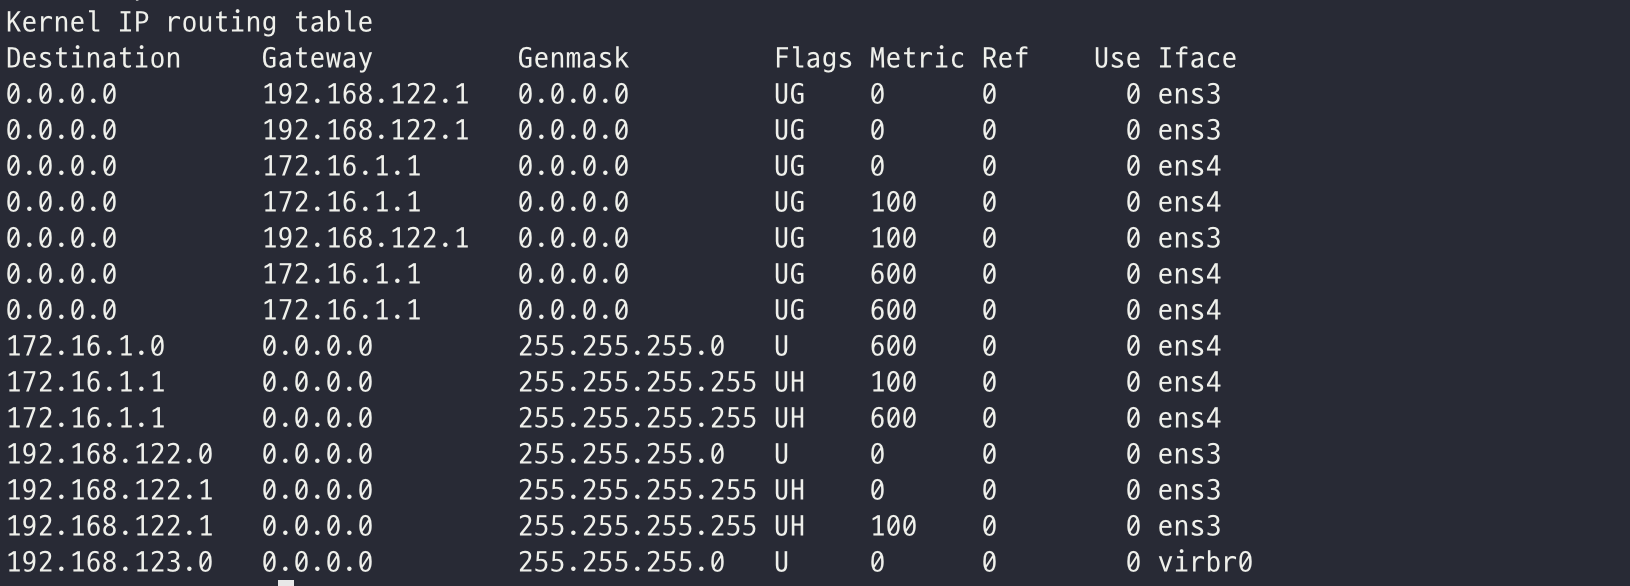 Kernel IP routing table
Destination     Gateway         Genmask         Flags Metric Ref    Use Iface
0.0.0.0         192.168.122.1   0.0.0.0         UG    0      0        0 ens3
0.0.0.0         192.168.122.1   0.0.0.0         UG    0      0        0 ens3
0.0.0.0         172.16.1.1      0.0.0.0         UG    0      0        0 ens4
0.0.0.0         172.16.1.1      0.0.0.0         UG    100    0        0 ens4
0.0.0.0         192.168.122.1   0.0.0.0         UG    100    0        0 ens3
0.0.0.0         172.16.1.1      0.0.0.0         UG    600    0        0 ens4
0.0.0.0         172.16.1.1      0.0.0.0         UG    600    0        0 ens4
172.16.1.0      0.0.0.0         255.255.255.0   U     600    0        0 ens4
172.16.1.1      0.0.0.0         255.255.255.255 UH    100    0        0 ens4
172.16.1.1      0.0.0.0         255.255.255.255 UH    600    0        0 ens4
192.168.122.0   0.0.0.0         255.255.255.0   U     0      0        0 ens3
192.168.122.1   0.0.0.0         255.255.255.255 UH    0      0        0 ens3
192.168.122.1   0.0.0.0         255.255.255.255 UH    100    0        0 ens3
192.168.123.0   0.0.0.0         255.255.255.0   U     0      0        0 virbr0